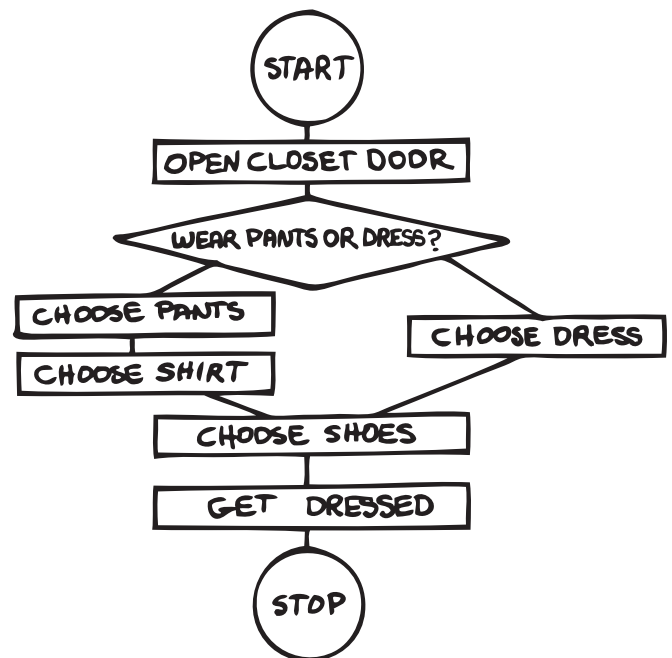 START
OPEN CLOSET DOOR
WEAR PANTS OR DRESS?
CHOOSE PANTS
CHOOSE DRESS
CHOOSE SHIRT
CHOOSE SHOES
GET DRESSED
STOP